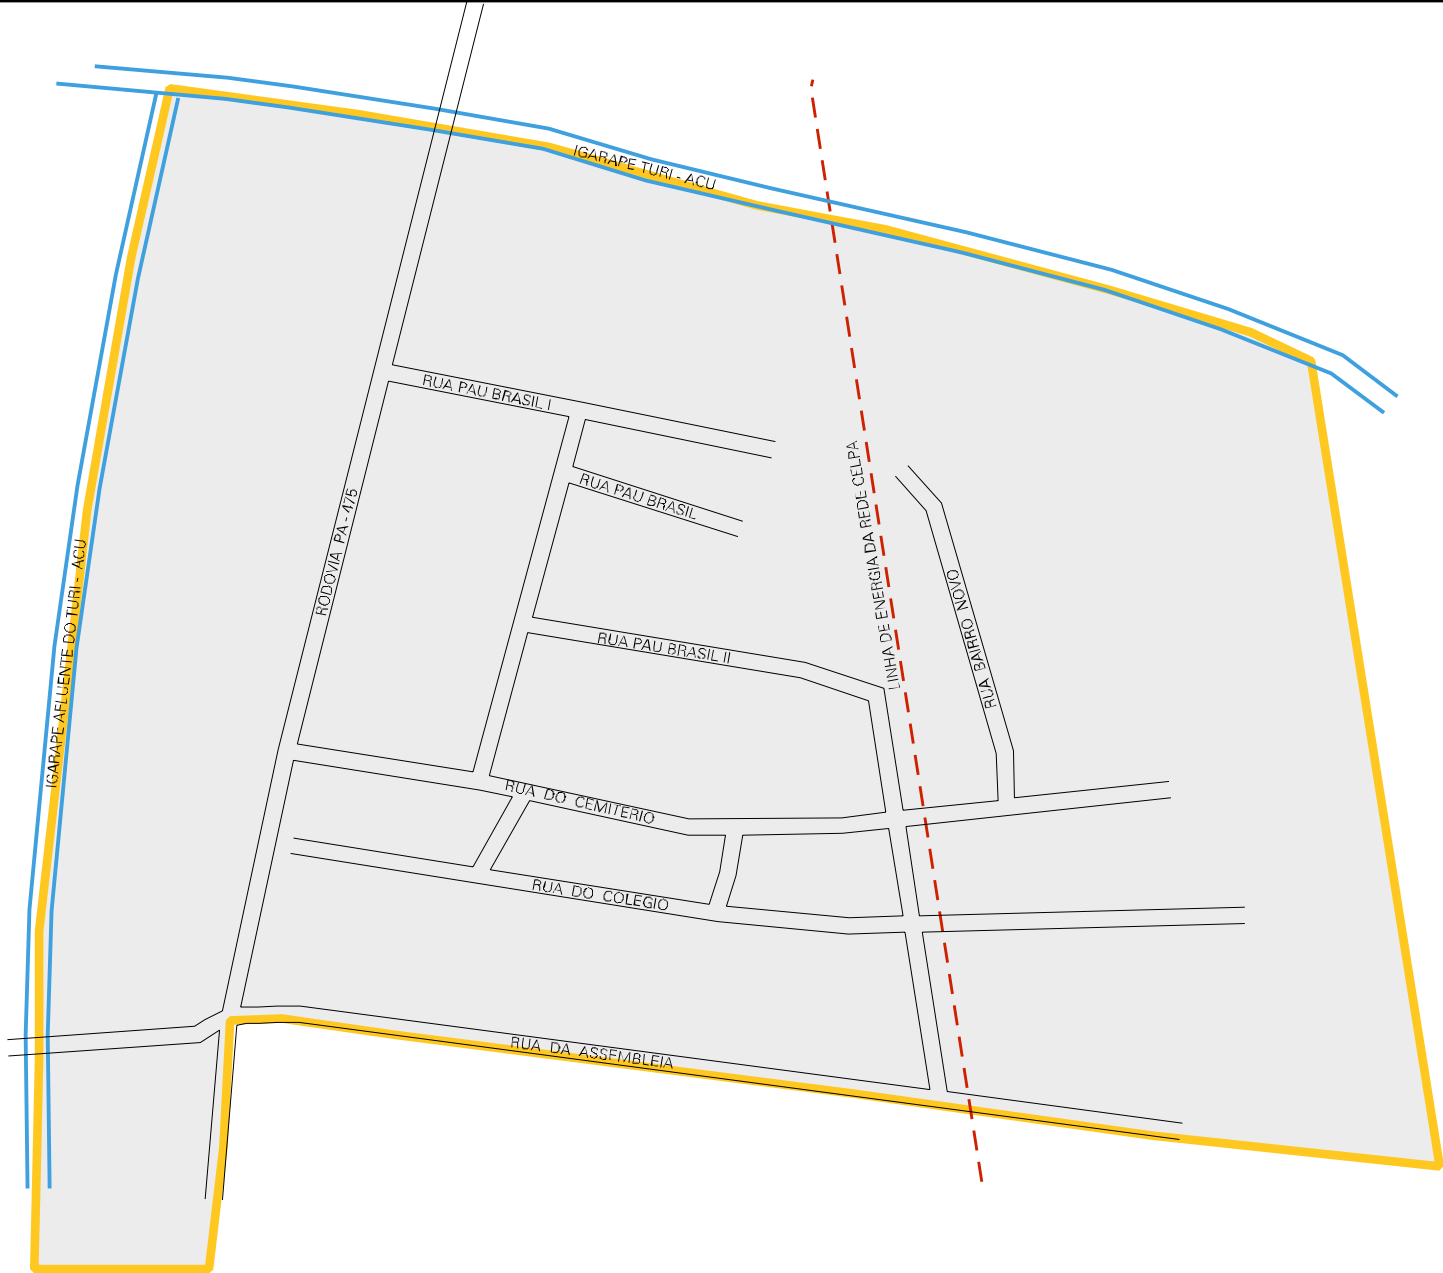 IGARAPE TURI - ACU
RUA PAU BRASIL I
RUA PAU BRASIL
RODOVIA PA - 475
LINHA DE ENERGIA DA REDE CELPA
RUA BAIRRO NOVO
IGARAPE AFLUENTE DO TURI - ACU
RUA PAU BRASIL II
RUA DO CEMITERIO
RUA DO COLEGIO
RUA DA ASSEMBLEIA